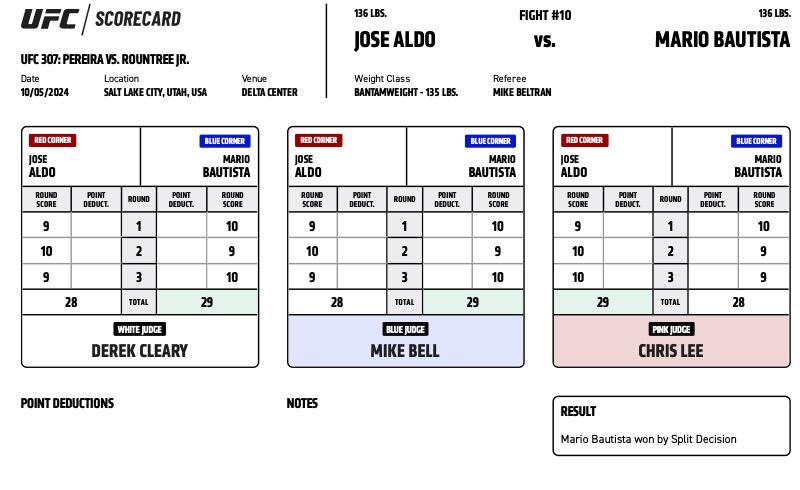 UFC / SCORECARD
UFC 307: PEREIRA VS. ROUNTREE JR.
Date Location Venue
10/05/2024 SALT LAKE CITY, UTAH, USA DELTA CENTER
136 LBS. FIGHT #10 136 LBS.
JOSE ALDO VS. MARIO BAUTISTA
Weight Class Referee
BANTAMWEIGHT - 135 LBS. MIKE BELTRAN
RED CORNER BLUE CORNER
JOSE MARIO
ALDO BAUTISTA
ROUND POINT ROUND POINT ROUND
SCORE DEDUCT. DEDUCT. SCORE
9 1 10
10 2 9
9 3 10
28 TOTAL 29
WHITE JUDGE
DEREK CLEARY
RED CORNER BLUE CORNER
JOSE MARIO
ALDO BAUTISTA
ROUND POINT ROUND POINT ROUND
SCORE DEDUCT. DEDUCT. SCORE
9 1 10
10 2 9
9 3 10
28 TOTAL 29
BLUE JUDGE
MIKE BELL
RED CORNER BLUE CORNER
JOSE MARIO
ALDO BAUTISTA
ROUND POINT ROUND POINT ROUND
SCORE DEDUCT. DEDUCT. SCORE
9 1 10
10 2 9
10 3 9
29 TOTAL 28
PINK JUDGE
CHRIS LEE
POINT DEDUCTIONS
NOTES
RESULT
Mario Bautista won by Split Decision